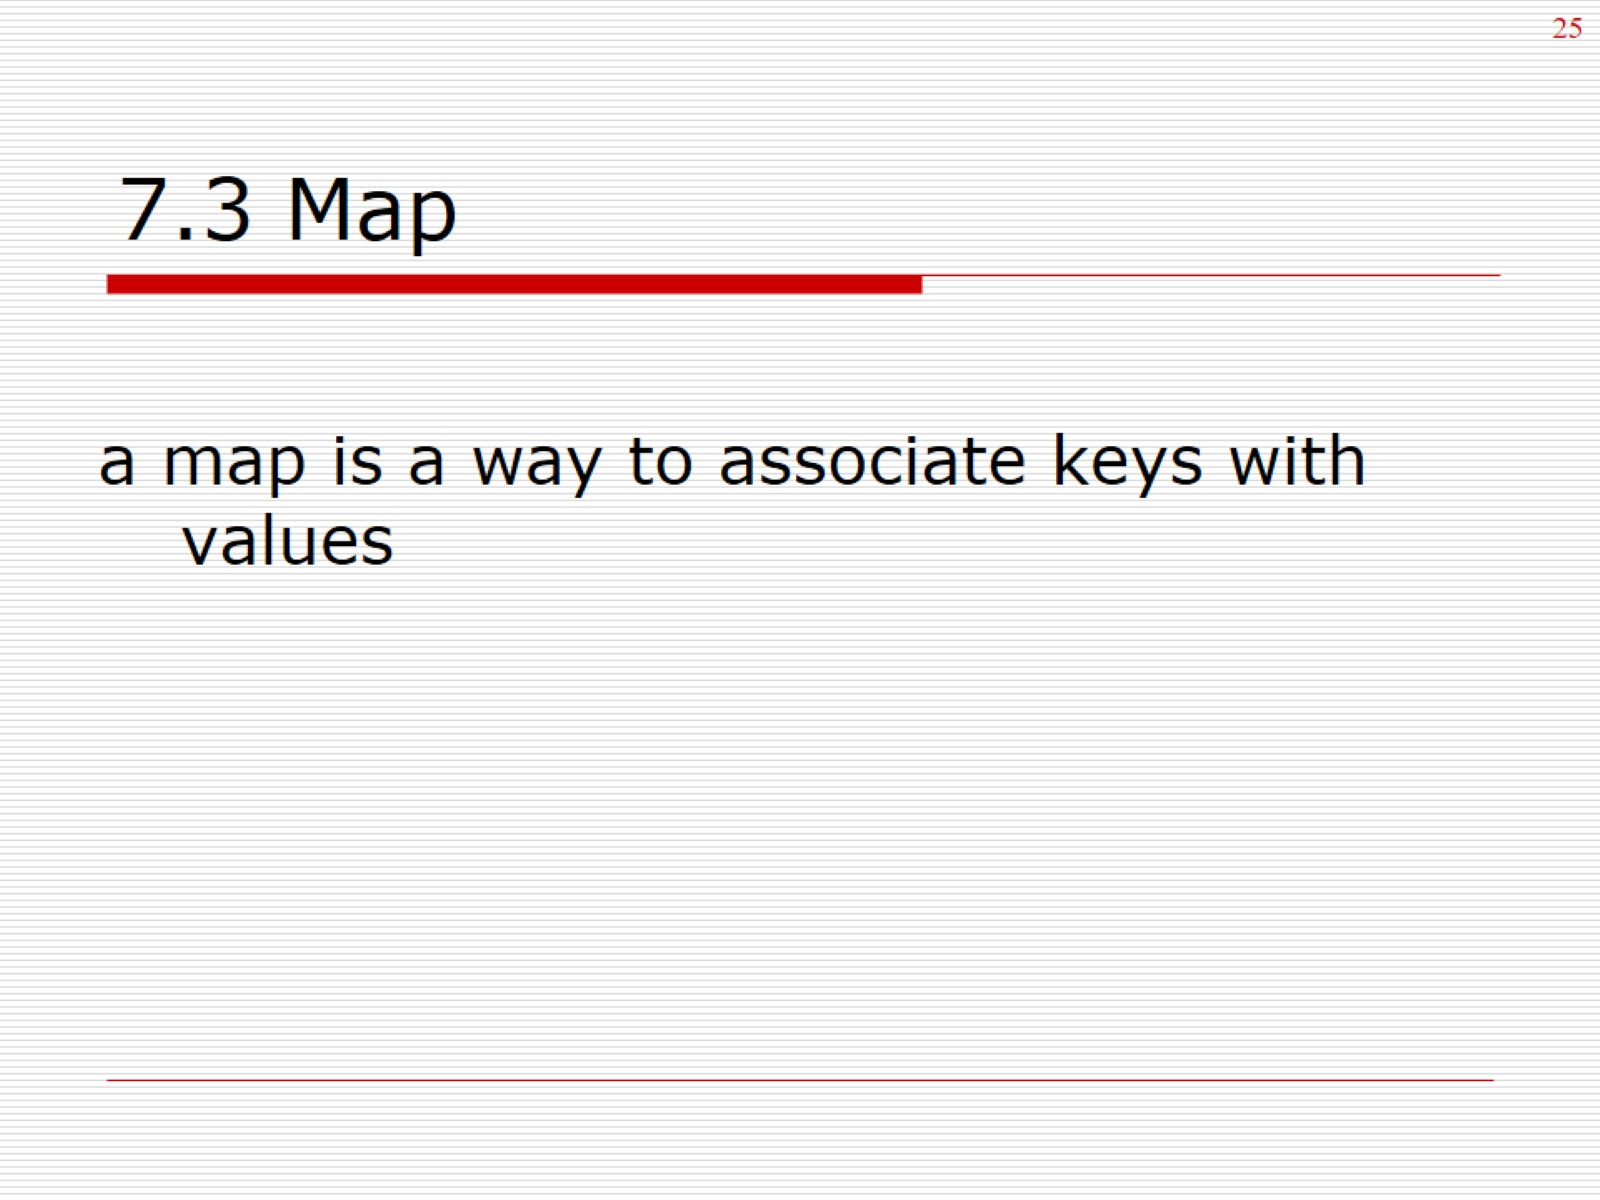 25
7.3 Map
a map is a way to associate keys with
values